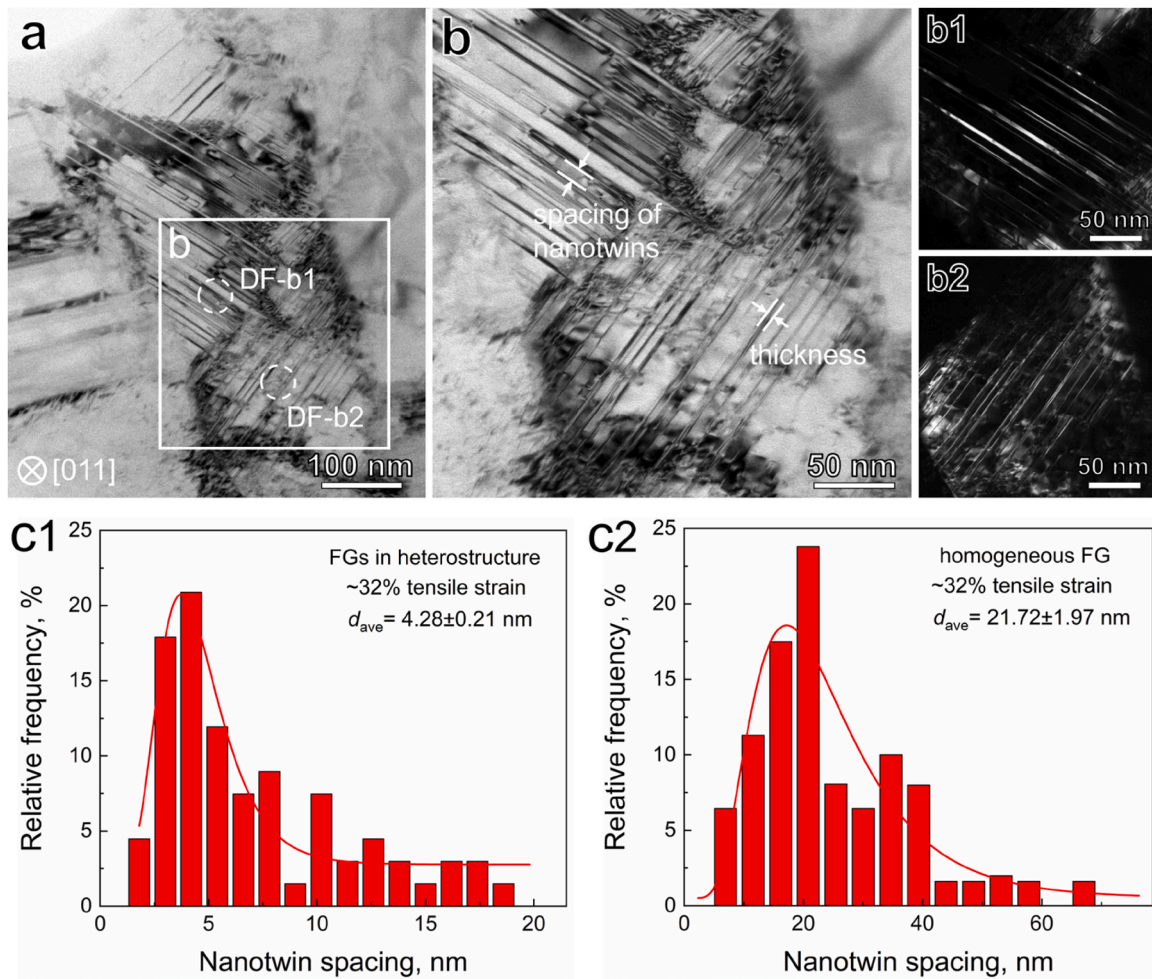 a
b
DF-b1
DF-b2
⊗[011]
100 nm
b
spacing of
nanotwins
thickness
50 nm
b1
50 nm
b2
50 nm
c1
25
20
15
10
5
0
Relative frequency, %
FGs in heterostructure
~32% tensile strain
dave= 4.28±0.21 nm
0 5 10 15 20
Nanotwin spacing, nm
c2
25
20
15
10
5
0
Relative frequency, %
homogeneous FG
~32% tensile strain
dave= 21.72±1.97 nm
0 20 40 60
Nanotwin spacing, nm